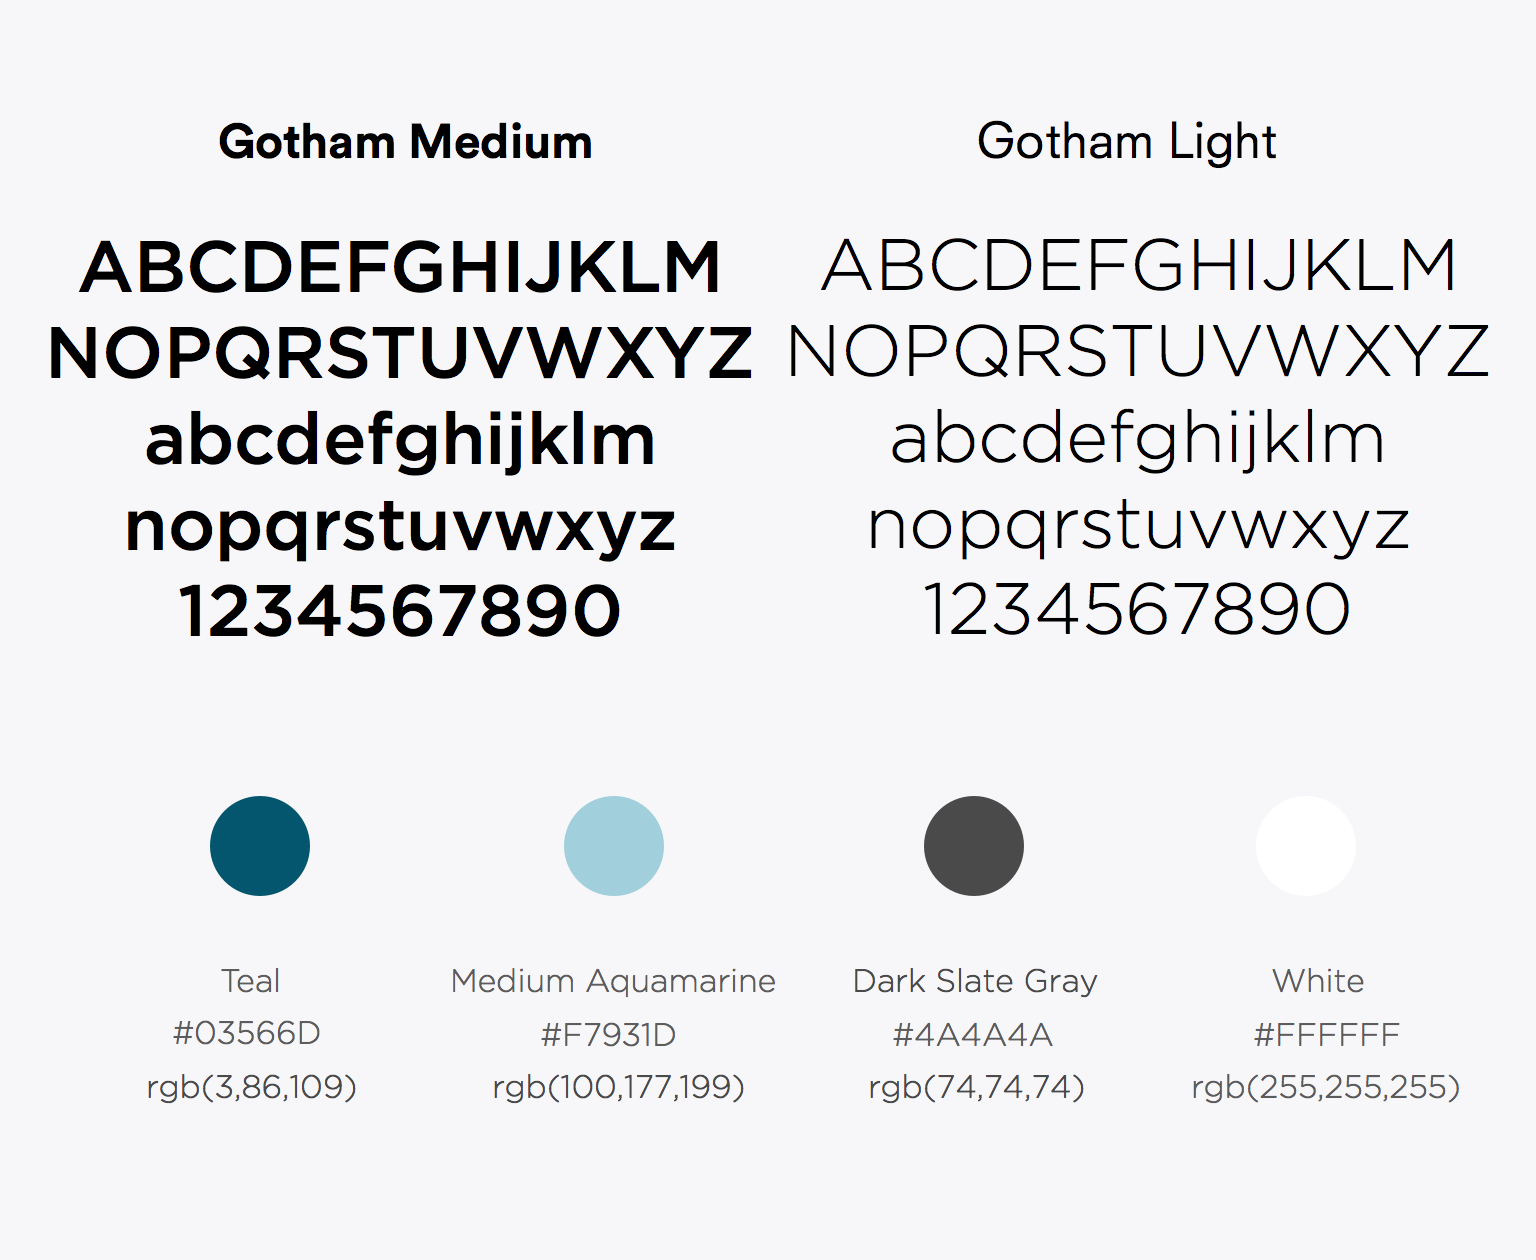 Gotham Medium
ABCDEFGHIJKLM
NOPQRSTUVWXYZ
abcdefghijklm
nopqrstuvwxyz
1234567890
Gotham Light
ABCDEFGHIJKLM
NOPQRSTUVWXYZ
abcdefghijklm
nopqrstuvwxyz
1234567890
Teal
#03566D
rgb(3,86,109)
Medium Aquamarine
#F7931D
rgb(100,177,199)
Dark Slate Gray
#4A4A4A
rgb(74,74,74)
White
#FFFFFF
rgb(255,255,255)